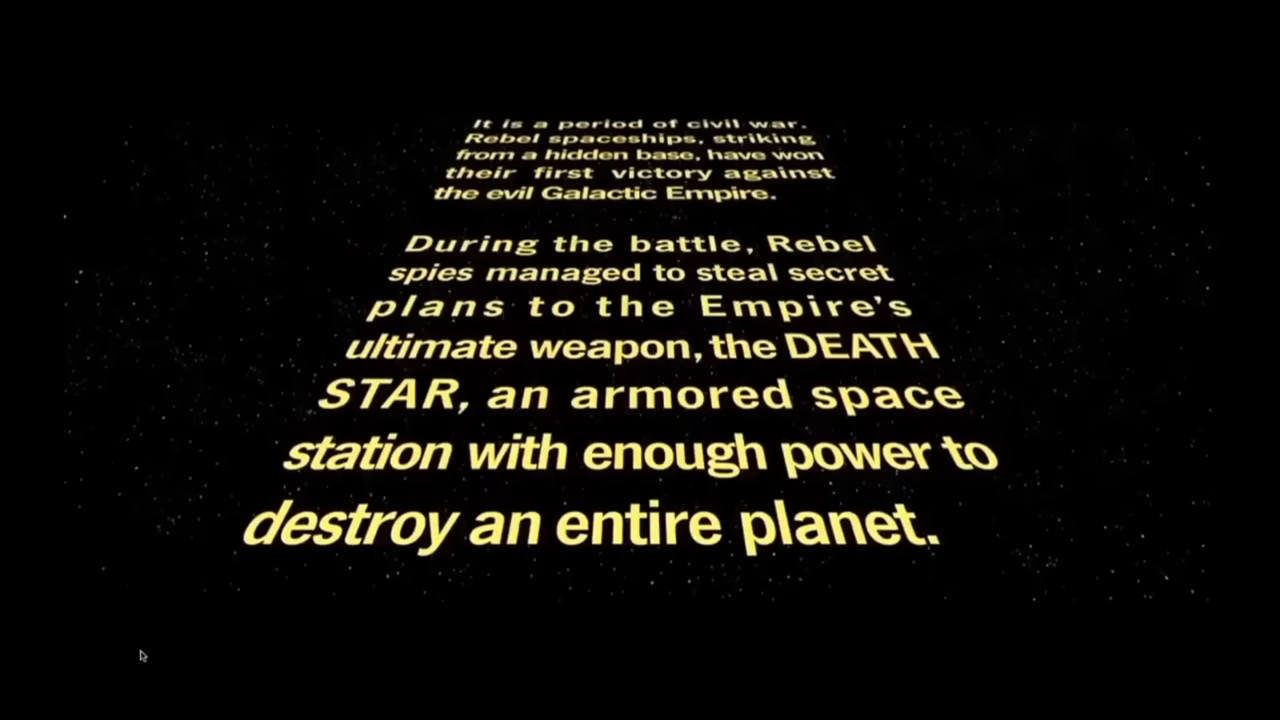 It is a period of civil war.
Rebel spaceships, striking
from a hidden base, have won
their first victory against
the evil Galactic Empire.
During the battle, Rebel
spies managed to steal secret
plans to the Empire's
ultimate weapon, the DEATH
STAR, an armored space
station with enough power to
destroy an entire planet.